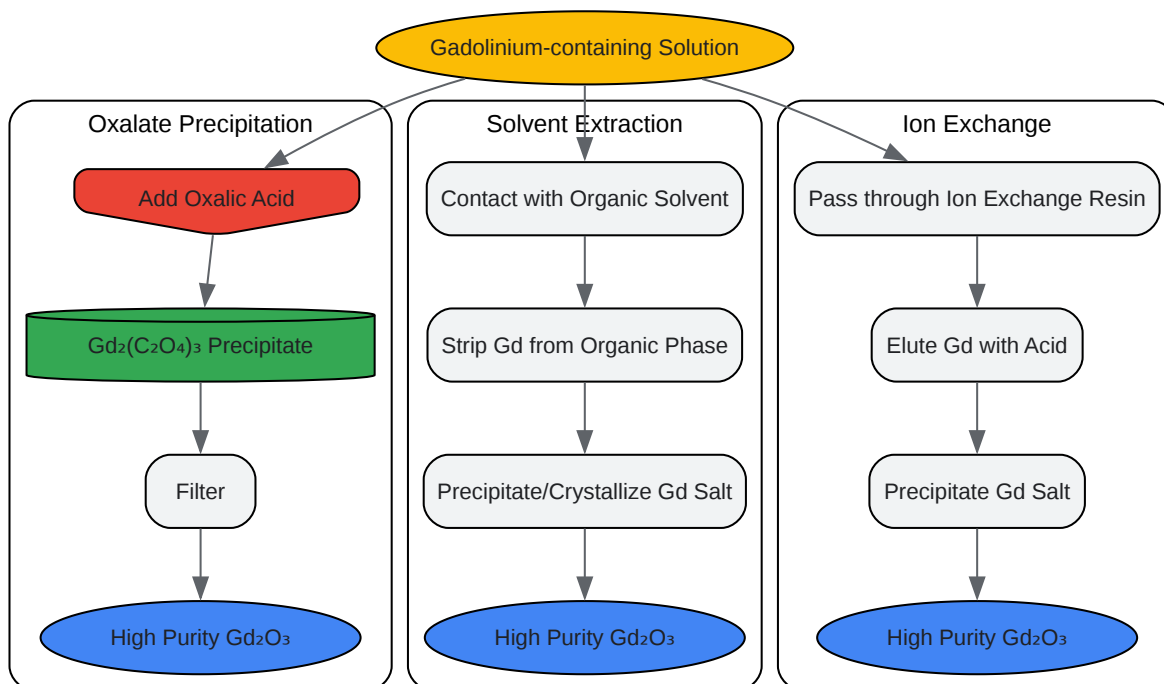 Gadolinium-containing Solution
Oxalate Precipitation
Add Oxalic Acid
Gd₂(C₂O₄)₃ Precipitate
Filter
High Purity Gd₂O₃
Solvent Extraction
Contact with Organic Solvent
Strip Gd from Organic Phase
Precipitate/Crystallize Gd Salt
High Purity Gd₂O₃
Ion Exchange
Pass through Ion Exchange Resin
Elute Gd with Acid
Precipitate Gd Salt
High Purity Gd₂O₃